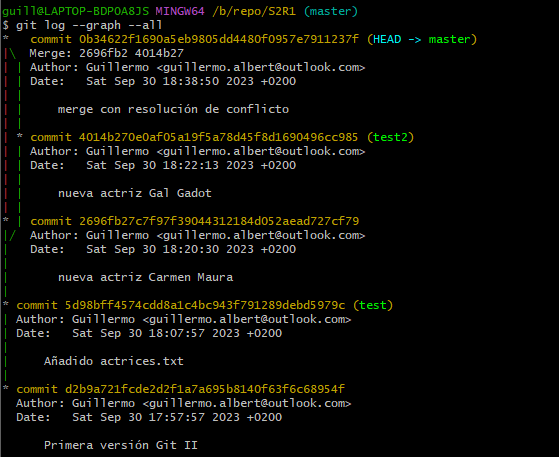 guill@LAPTOP-BDPOA8JS MINGW64 /b/repo/S2R1 (master)
$ git log --graph --all
*   commit 0b34622f1690a5eb9805dd4480f0957e7911237f (HEAD -> master)
|\  Merge: 2696fb2 4014b27
| | Author: Guillermo <guillermo.albert@outlook.com>
| | Date:   Sat Sep 30 18:38:50 2023 +0200
| |
| |     merge con resolución de conflicto
| |
| * commit 4014b270e0af05a19f5a78d45f8d1690496cc985 (test2)
| | Author: Guillermo <guillermo.albert@outlook.com>
| | Date:   Sat Sep 30 18:22:13 2023 +0200
| |
| |     nueva actriz Gal Gadot
| |
* | commit 2696fb27c7f97f39044312184d052aead727cf79
|/  Author: Guillermo <guillermo.albert@outlook.com>
|   Date:   Sat Sep 30 18:20:30 2023 +0200
|
|       nueva actriz Carmen Maura
|
* commit 5d98bff4574cdd8a1c4bc943f791289debd5979c (test)
| Author: Guillermo <guillermo.albert@outlook.com>
| Date:   Sat Sep 30 18:07:57 2023 +0200
|
|     Añadido actrices.txt
|
* commit d2b9a721fcde2d2f1a7a695b8140f63f6c68954f
  Author: Guillermo <guillermo.albert@outlook.com>
  Date:   Sat Sep 30 17:57:57 2023 +0200

      Primera versión Git II